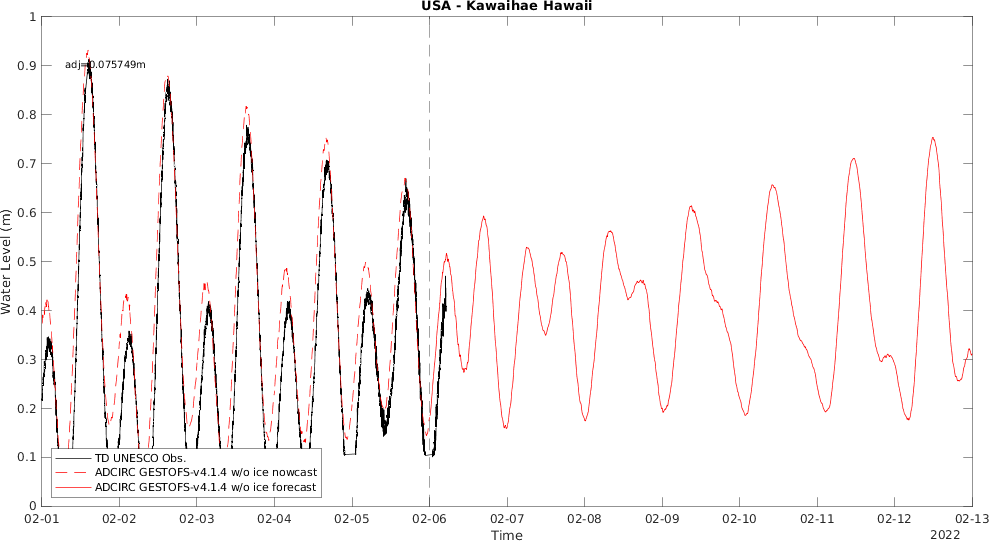 USA - Kawaihae Hawaii
1
0.9
0.8
0.7
0.6
0.5
0.4
0.3
0.2
0.1
0
Water Level (m)
adj=0.075749m
TD UNESCO Obs.
ADCIRC GESTOFS-v4.1.4 w/o ice nowcast
ADCIRC GESTOFS-v4.1.4 w/o ice forecast
02-01 02-02 02-03 02-04 02-05 02-06 02-07 02-08 02-09 02-10 02-11 02-12 02-13
Time
2022